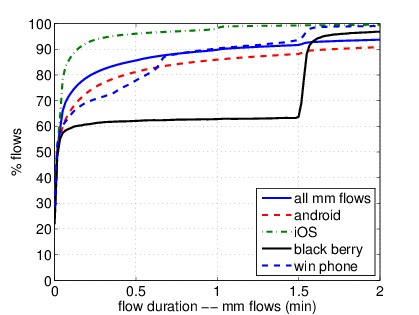 100
90
80
70
60
50
40
30
20
10
0
% flows
all mm flows
android
iOS
black berry
win phone
0 0.5 1 1.5 2
flow duration −− mm flows (min)